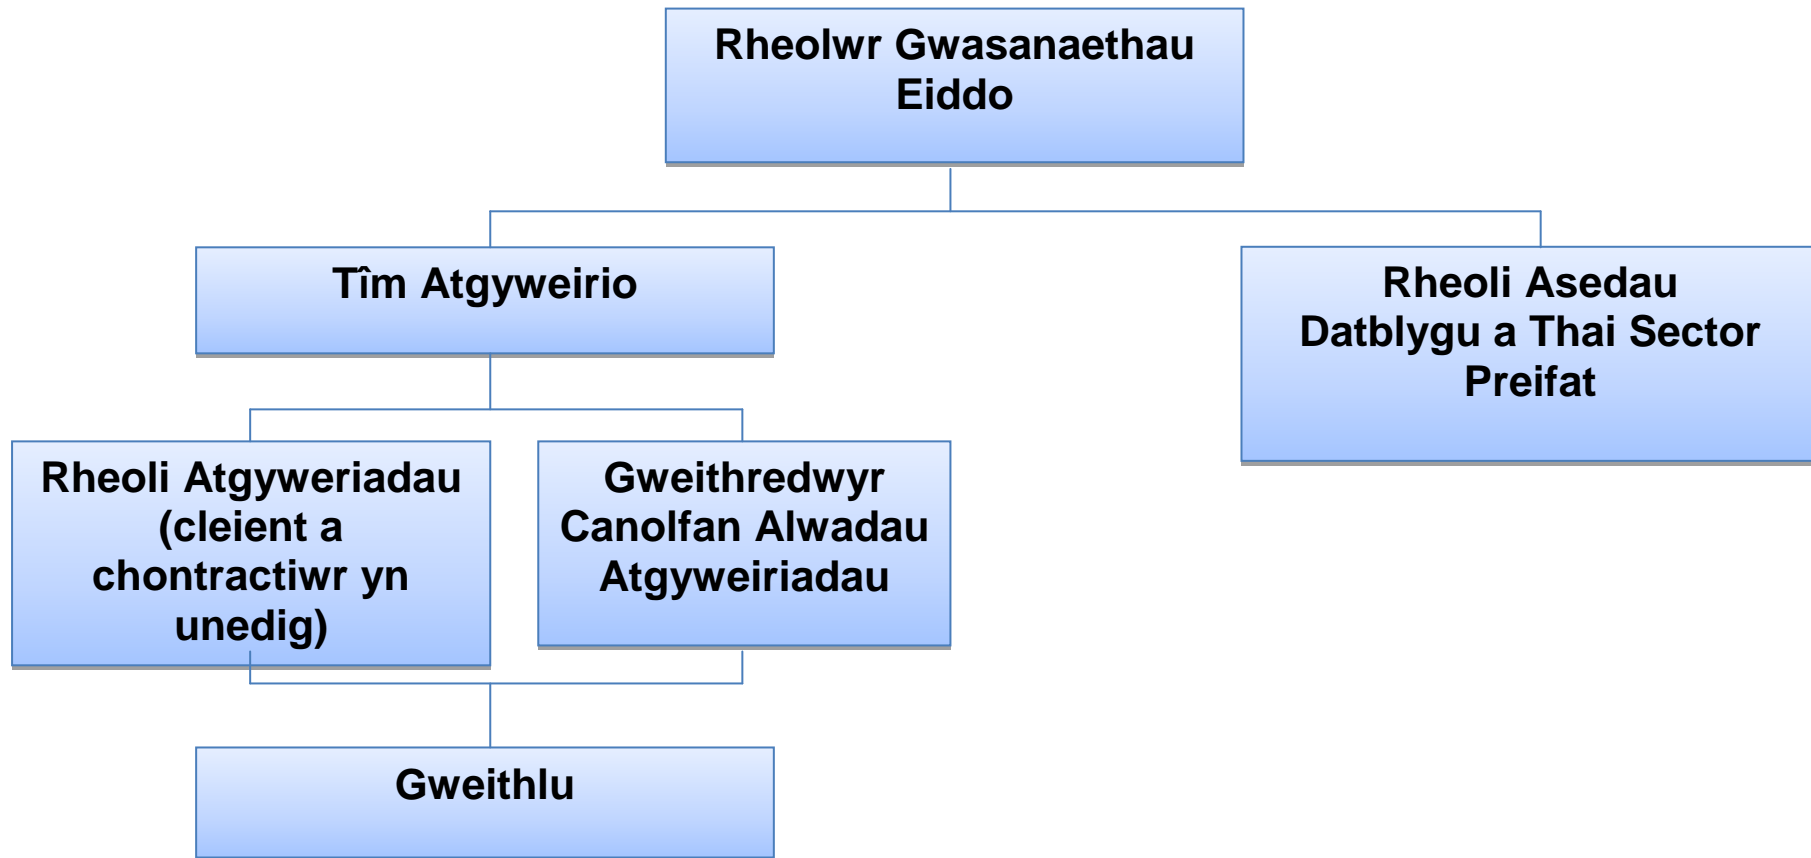 Rheolwr Gwasanaethau
Eiddo
Tîm Atgyweirio
Rheoli Asedau
Datblygu a Thai Sector
Preifat
Rheoli Atgyweriadau
(cleient a
chontractiwr yn
unedig)
Gweithredwyr
Canolfan Alwadau
Atgyweiriadau
Gweithlu